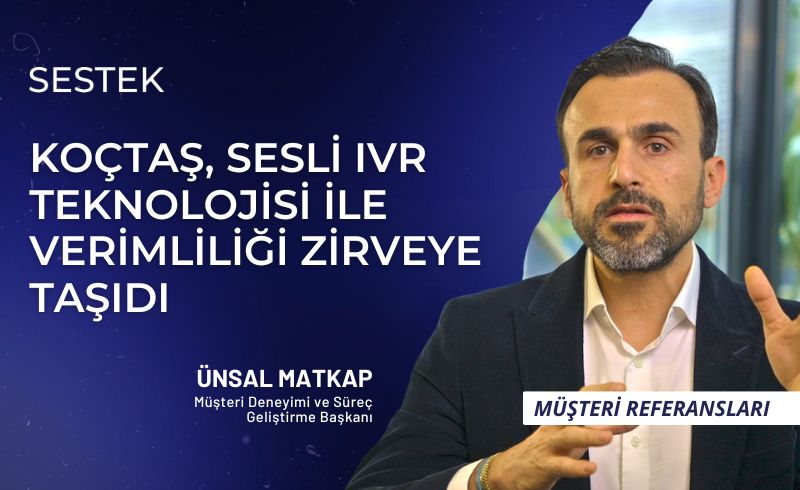 SESTEK
KOÇTAŞ, SESLİ IVR
TEKNOLOJİSİ İLE
VERİMLİLİĞİ ZİRVEYE
TAŞIDI
ÜNSAL MATKAP
Müşteri Deneyimi ve Süreç
Geliştirme Başkanı
MÜŞTERİ REFERANSLARI